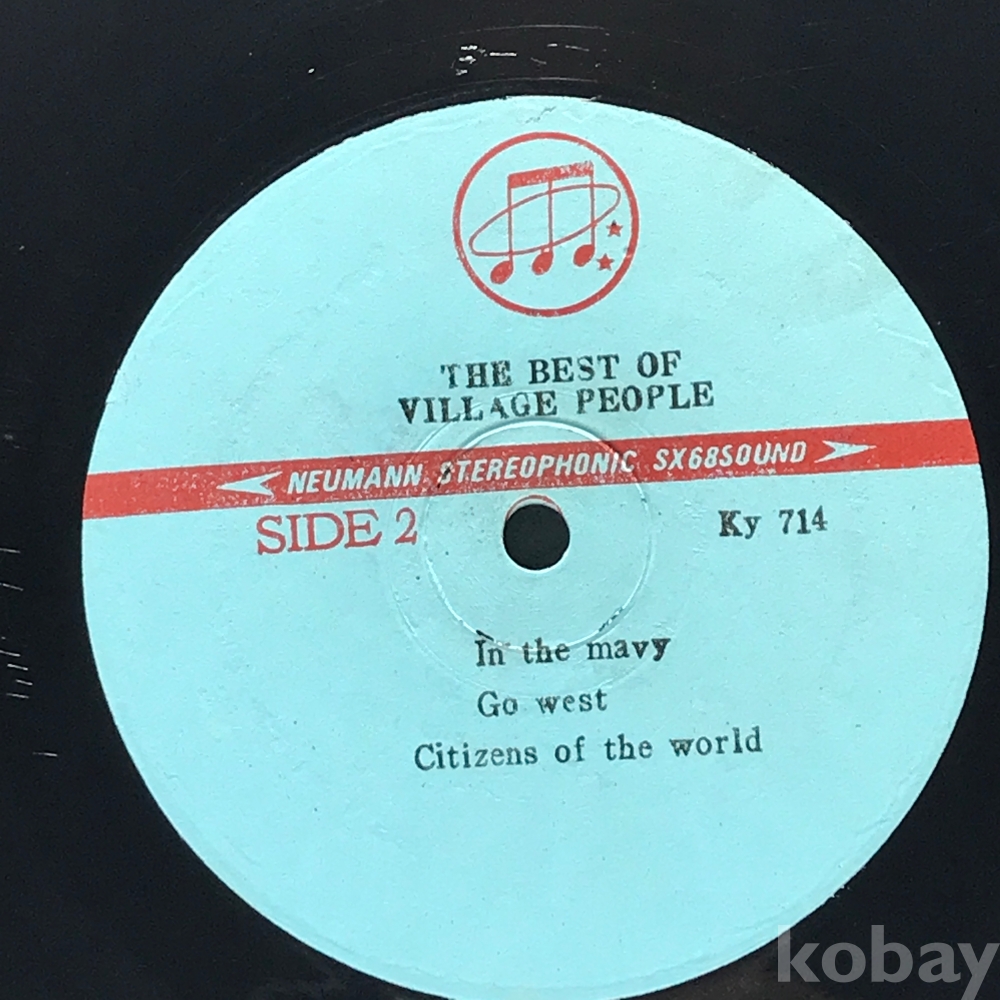 THE BEST OF
VILLAGE PEOPLE
NEUMANN STEREOPHONIC SX68SOUND
SIDE 2
Ky 714
In the mavy
Go west
Citizens of the world
kobay